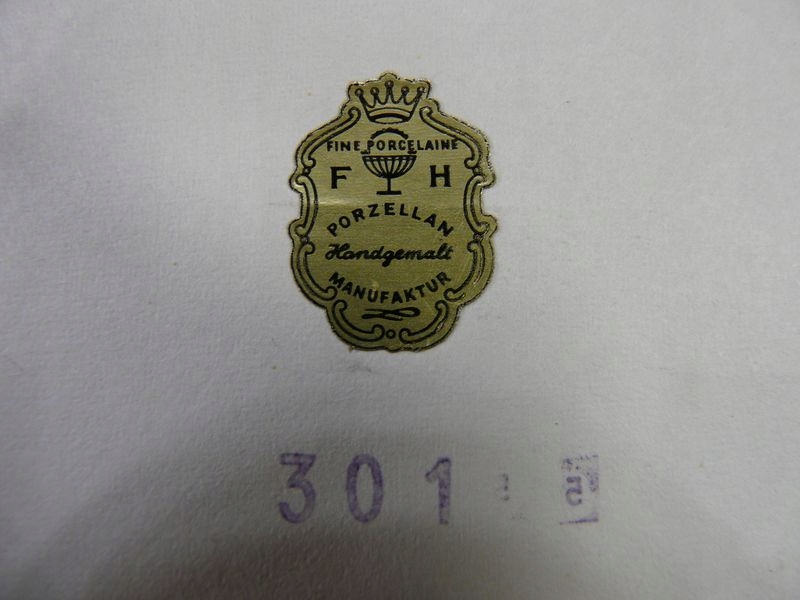 FINE PORCELAINE
F H
PORZELLAN
Handgemalt
MANUFAKTUR
301